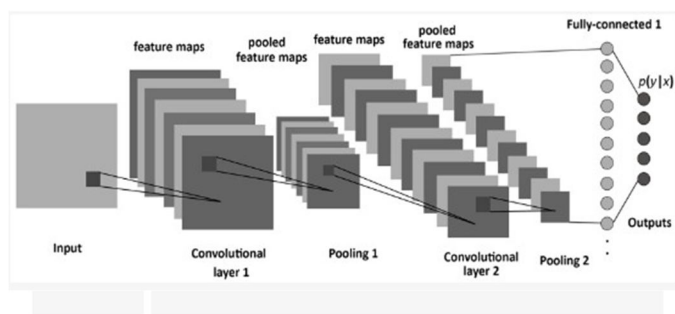 Fully-connected 1
feature maps
pooled
feature maps
feature maps
pooled
feature maps
p(y|x)
Input
Convolutional
layer 1
Pooling 1
Convolutional
layer 2
Pooling 2
Outputs